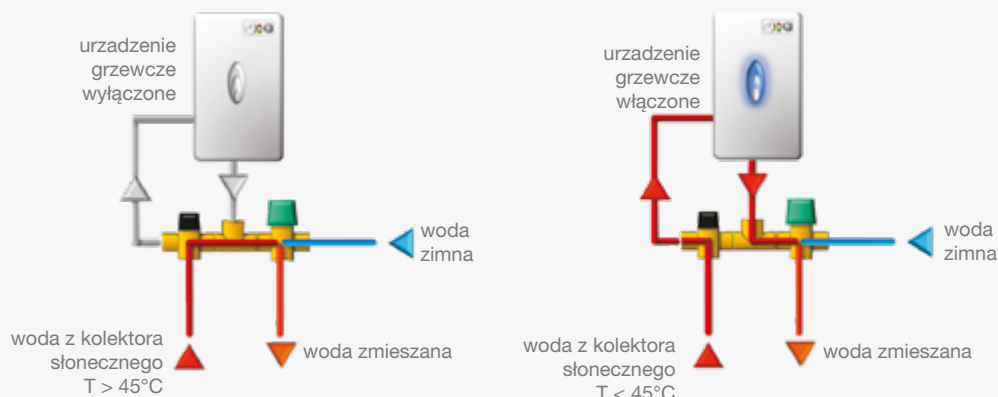 urzadzenie
grzewcze
wyłączone
woda
zimna
woda z kolektora
słonecznego
T > 45°C
woda zmieszana
urzadzenie
grzewcze
włączone
woda
zimna
woda z kolektora
słonecznego
T < 45°C
woda zmieszana